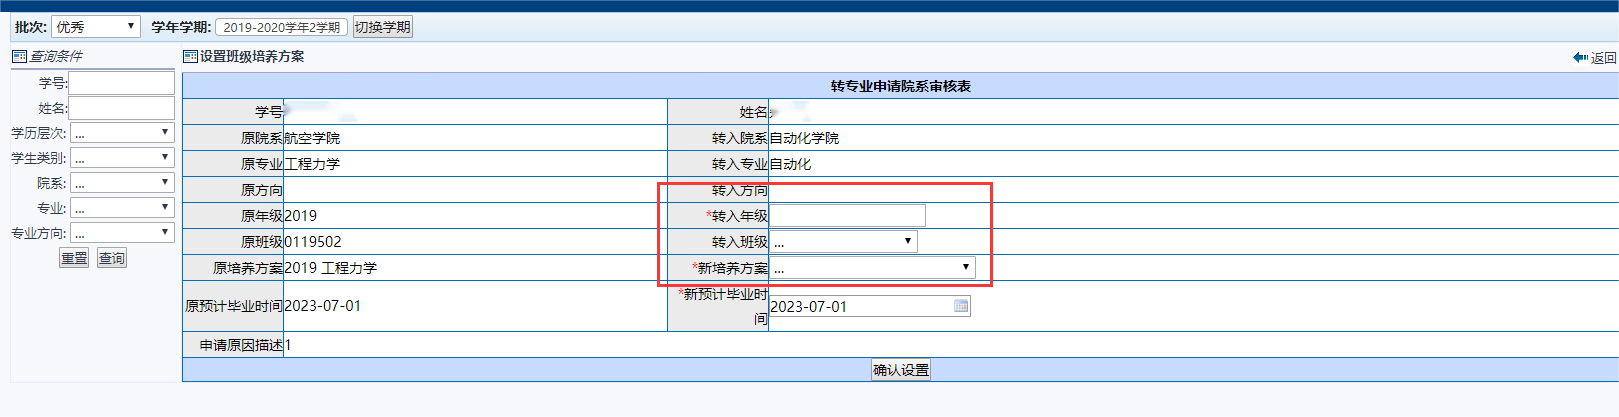 批次: 优秀 学年学期: 2019-2020学年2学期 切换学期
查询条件
学号:
姓名:
学历层次: ...
学生类别: ...
院系: ...
专业: ...
专业方向: ...
重置 查询
设置班级培养方案 返回
转专业申请院系审核表
学号 姓名
原院系 航空学院 转入院系 自动化学院
原专业 工程力学 转入专业 自动化
原方向 转入方向
原年级 2019 *转入年级
原班级 0119502 转入班级 ...
原培养方案 2019 工程力学 *新培养方案 ...
原预计毕业时间 2023-07-01 *新预计毕业时
间 2023-07-01
申请原因描述 1
确认设置